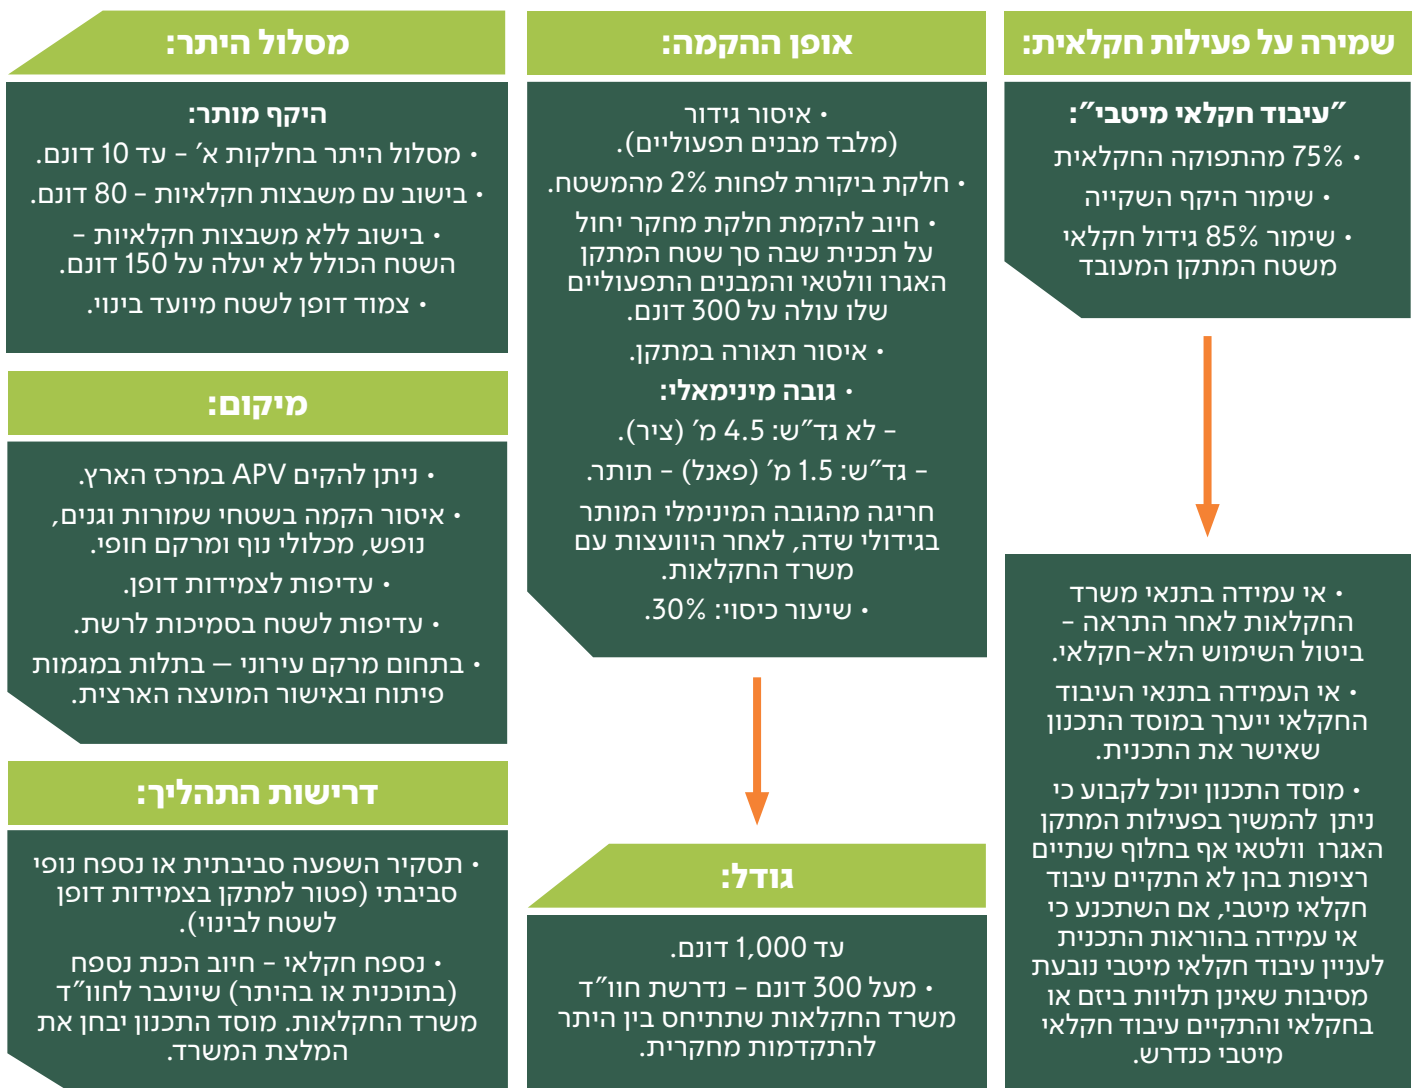 שמירה על פעילות חקלאית:
״עיבוד חקלאי מיטבי״:
• 75% מהתפוקה החקלאית
• שימור היקף השקייה
• שימור 85% גידול חקלאי
משטח המתקן המעובד
• אי עמידה בתנאי משרד
החקלאות לאחר התראה –
ביטול השימוש הלא-חקלאי.
• אי העמידה בתנאי העיבוד
החקלאי ייערך במוסד התכנון
שאישר את התכנית.
• מוסד התכנון יוכל לקבוע כי
ניתן להמשיך בפעילות המתקן
האגרו וולטאי אף בחלוף שנתיים
רציפות בהן לא התקיים עיבוד
חקלאי מיטבי, אם השתכנע כי
אי עמידה בהוראות התכנית
לעניין עיבוד חקלאי מיטבי נובעת
מסיבות שאינן תלויות ביזם או
בחקלאי והתקיים עיבוד חקלאי
מיטבי כנדרש.
אופן ההקמה:
• איסור גידור
(מלבד מבנים תפעוליים).
• חלקת ביקורת לפחות 2% מהמשטח.
• חיוב להקמת חלקת מחקר יחול
על תכנית שבה סך שטח המתקן
האגרו וולטאי והמבנים התפעוליים
שלו עולה על 300 דונם.
• איסור תאורה במתקן.
• גובה מינימאלי:
– לא גד״ש: 4.5 מ׳ (ציר).
– גד״ש: 1.5 מ׳ (פאנל) – תותר.
חריגה מהגובה המינימלי המותר
בגידולי שדה, לאחר היוועצות עם
משרד החקלאות.
• שיעור כיסוי: 30%.
גודל:
עד 1,000 דונם.
• מעל 300 דונם – נדרשת חוו״ד
משרד החקלאות שתתיחס בין היתר
להתקדמות מחקרית.
מסלול היתר:
היקף מותר:
• מסלול היתר בחלקות א׳ – עד 10 דונם.
• בישוב עם משבצות חקלאיות – 80 דונם.
• בישוב ללא משבצות חקלאיות –
השטח הכולל לא יעלה על 150 דונם.
• צמוד דופן לשטח מיועד בינוי.
מיקום:
• ניתן להקים APV במרכז הארץ.
• איסור הקמה בשטחי שמורות וגנים,
נופש, מכלולי נוף ומרקם חופי.
• עדיפות לצמידות דופן.
• עדיפות לשטח בסמיכות לרשת.
• בתחום מרקם עירוני — בתלות במגמות
פיתוח ובאישור המועצה הארצית.
דרישות התהליך:
• תסקיר השפעה סביבתית או נספח נופי
סביבתי (פטור למתקן בצמידות דופן
לשטח לבינוי).
• נספח חקלאי – חיוב הכנת נספח
(בתוכנית או בהיתר) שיועבר לחוו״ד
משרד החקלאות. מוסד התכנון יבחן את
המלצת המשרד.